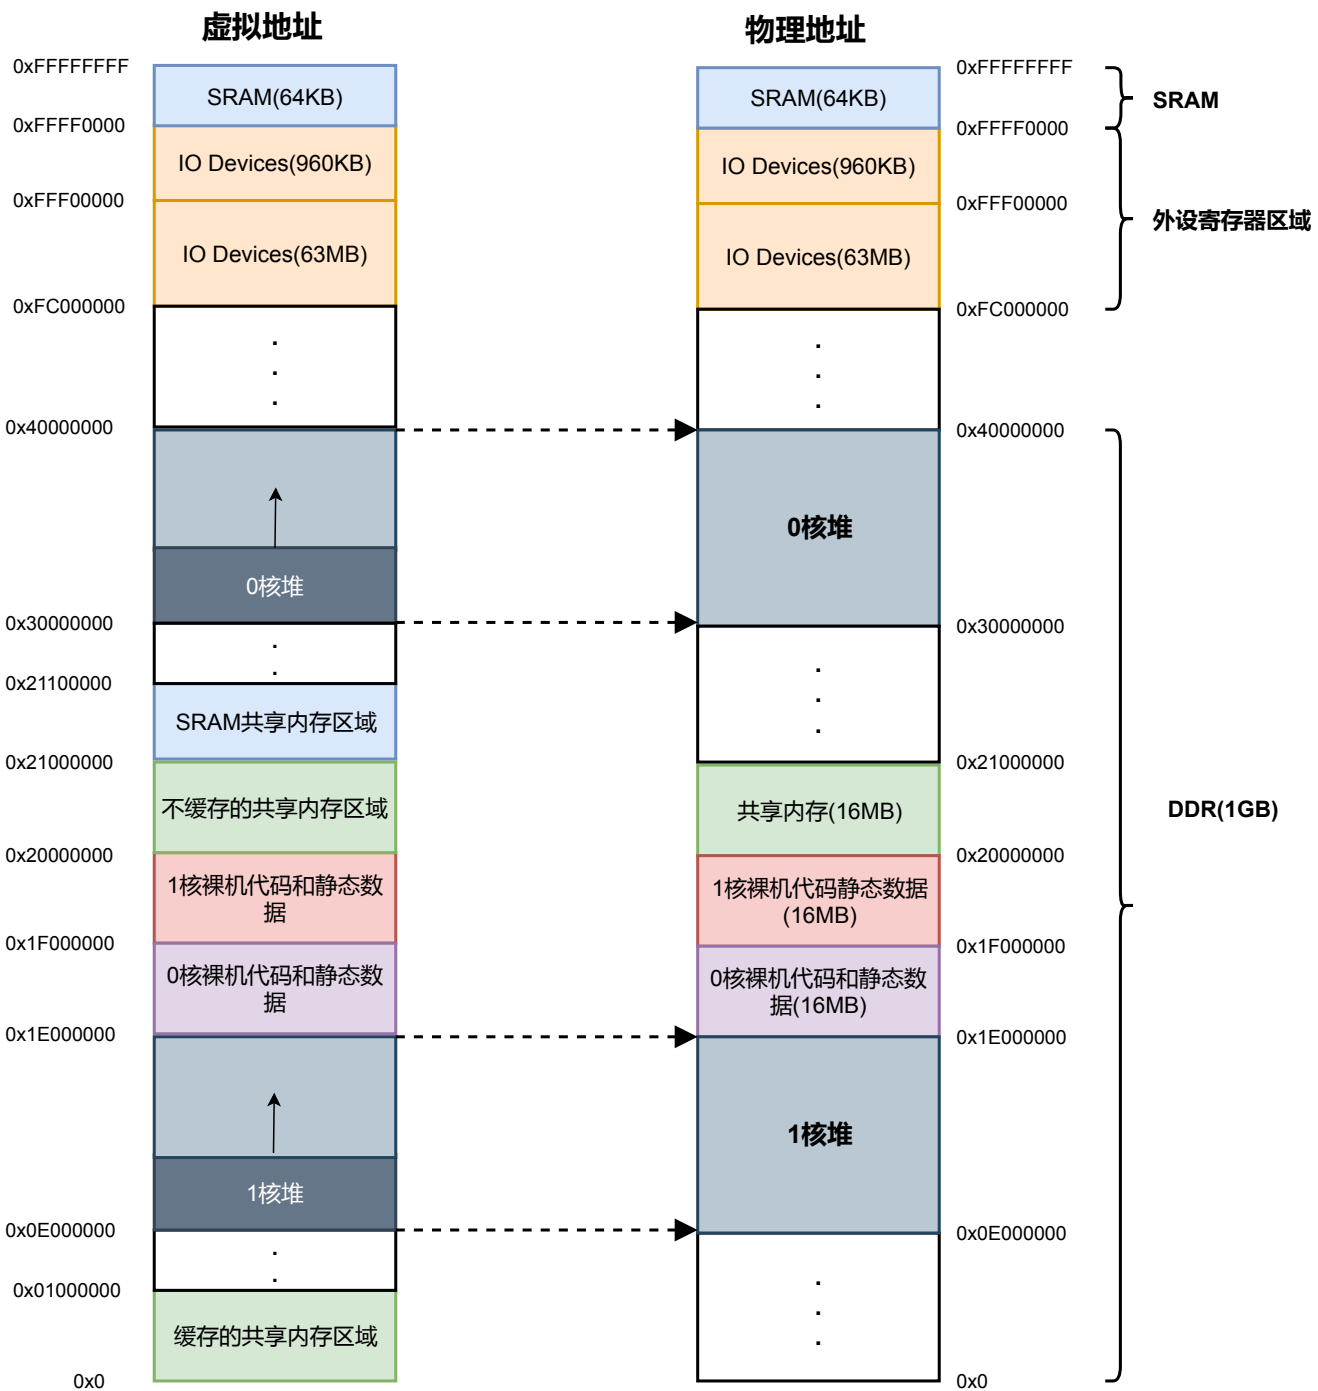 虚拟地址
物理地址
0xFFFFFFFF
SRAM(64KB)
0xFFFF0000
IO Devices(960KB)
0xFFF00000
IO Devices(63MB)
0xFC000000
0x40000000
0核堆
0x30000000
0x21100000
SRAM共享内存区域
0x21000000
不缓存的共享内存区域
0x20000000
1核裸机代码和静态数
据
0x1F000000
0核裸机代码和静态数
据
0x1E000000
1核堆
0x0E000000
0x01000000
缓存的共享内存区域
0x0
0xFFFFFFFF
SRAM(64KB)
SRAM
0xFFFF0000
IO Devices(960KB)
0xFFF00000
外设寄存器区域
IO Devices(63MB)
0xFC000000
0x40000000
0核堆
0x30000000
0x21000000
共享内存(16MB)
DDR(1GB)
0x20000000
1核裸机代码静态数据
(16MB)
0x1F000000
0核裸机代码和静态数
据(16MB)
0x1E000000
1核堆
0x0E000000
0x0